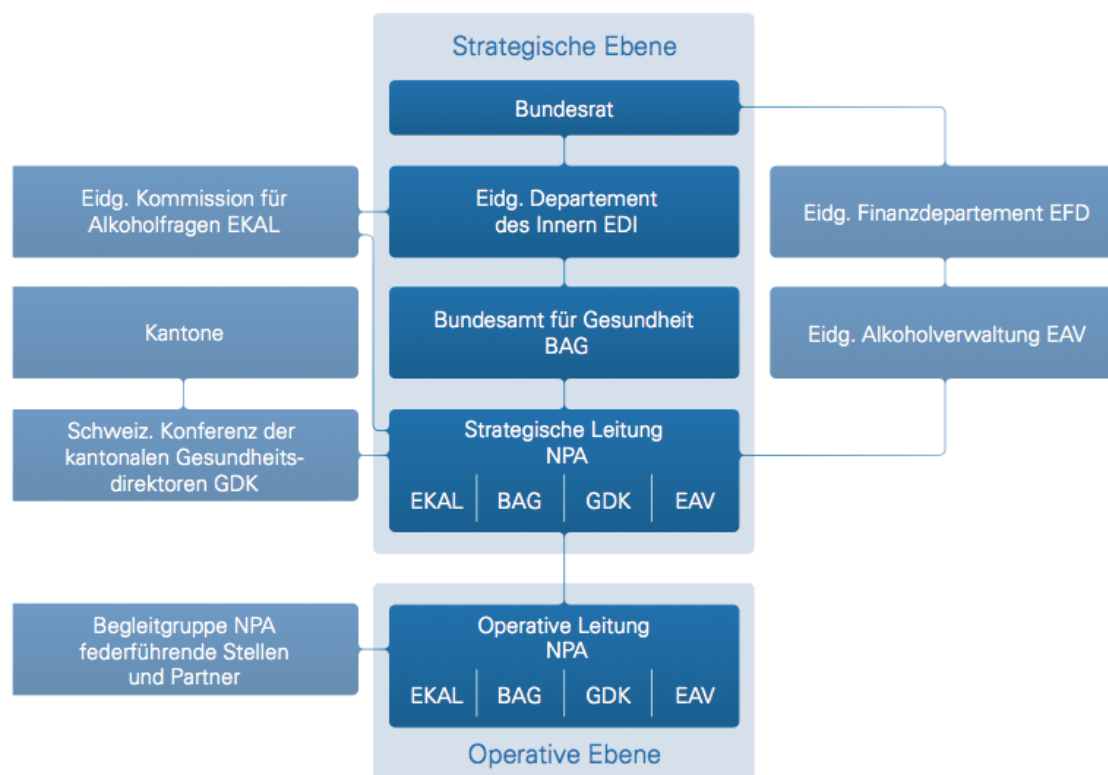 Strategische Ebene
Bundesrat
Eidg. Kommission für
Alkoholfragen EKAL
Eidg. Departement
des Innern EDI
Eidg. Finanzdepartement EFD
Kantone
Bundesamt für Gesundheit
BAG
Eidg. Alkoholverwaltung EAV
Schweiz. Konferenz der
kantonalen Gesundheits-
direktoren GDK
Strategische Leitung
NPA
EKAL BAG GDK EAV
Begleitgruppe NPA
federführende Stellen
und Partner
Operative Leitung
NPA
EKAL BAG GDK EAV
Operative Ebene